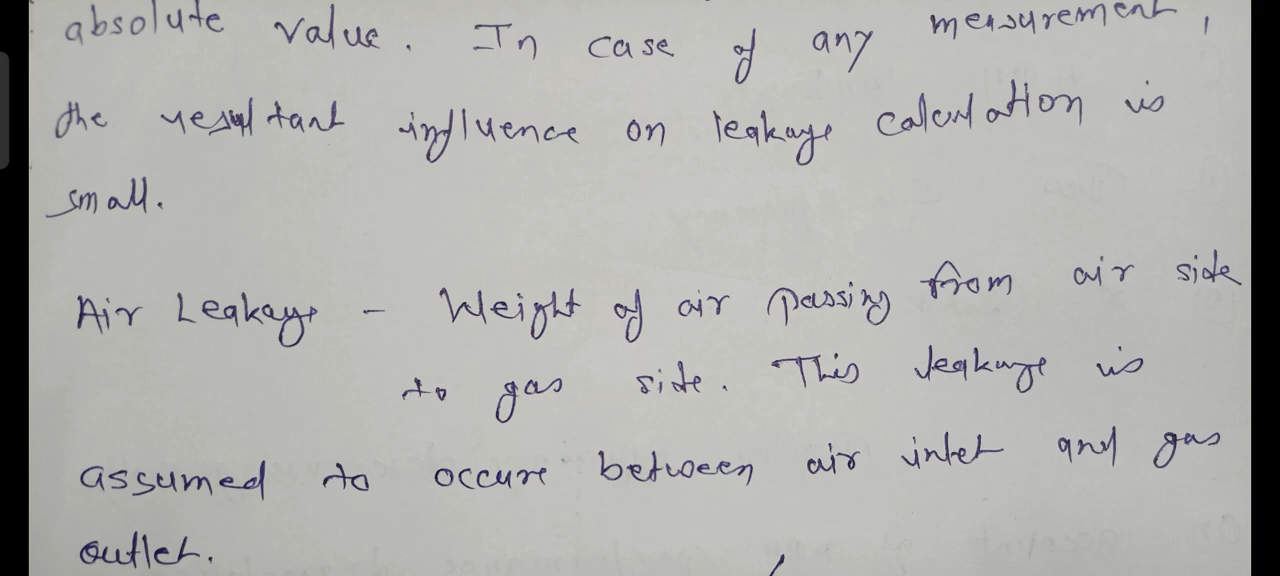 absolute value. In case of any measurement,
the resultant influence on leakage calculation is
small.
Air Leakage - Weight of air passing from air side
to gas side. This leakage is
assumed to occure between air inlet and gas
outlet.